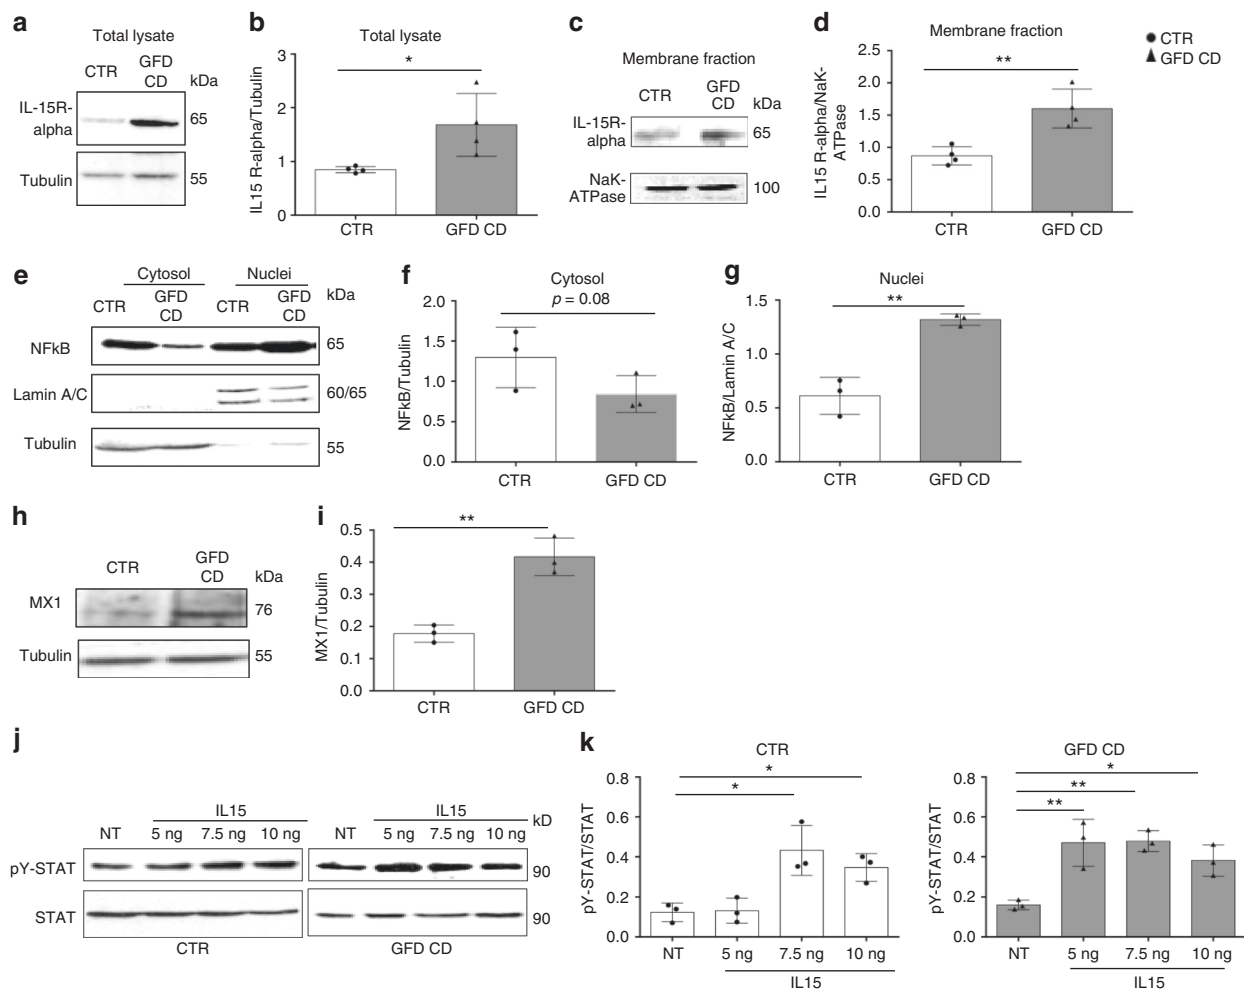 a
Total lysate
CTR
GFD
CD
kDa
IL-15R-
alpha
65
Tubulin
55
b
Total lysate
*
IL15 R-alpha/Tubulin
3
2
1
0
CTR
GFD CD
c
Membrane fraction
CTR
GFD
CD
kDa
IL-15R-
alpha
65
NaK-
ATPase
100
d
Membrane fraction
**
IL15 R-alpha/NaK-
ATPase
2.5
2.0
1.5
1.0
0.5
0.0
CTR
GFD CD
CTR
GFD CD
e
Cytosol
Nuclei
CTR
GFD
CD
CTR
GFD
CD
kDa
NFkB
65
Lamin A/C
60/65
Tubulin
55
f
Cytosol
p = 0.08
NFkB/Tubulin
2.0
1.5
1.0
0.5
0.0
CTR
GFD CD
g
Nuclei
**
NFkB/Lamin A/C
1.5
1.0
0.5
0.0
CTR
GFD CD
h
CTR
GFD
CD
kDa
MX1
76
Tubulin
55
i
**
MX1/Tubulin
0.5
0.4
0.3
0.2
0.1
0.0
CTR
GFD CD
j
IL15
IL15
NT
5 ng
7.5 ng
10 ng
NT
5 ng
7.5 ng
10 ng
kD
pY-STAT
90
STAT
90
CTR
GFD CD
k
CTR
*
*
pY-STAT/STAT
0.8
0.6
0.4
0.2
0.0
NT
5 ng
7.5 ng
10 ng
IL15
GFD CD
*
**
**
pY-STAT/STAT
0.8
0.6
0.4
0.2
0.0
NT
5 ng
7.5 ng
10 ng
IL15